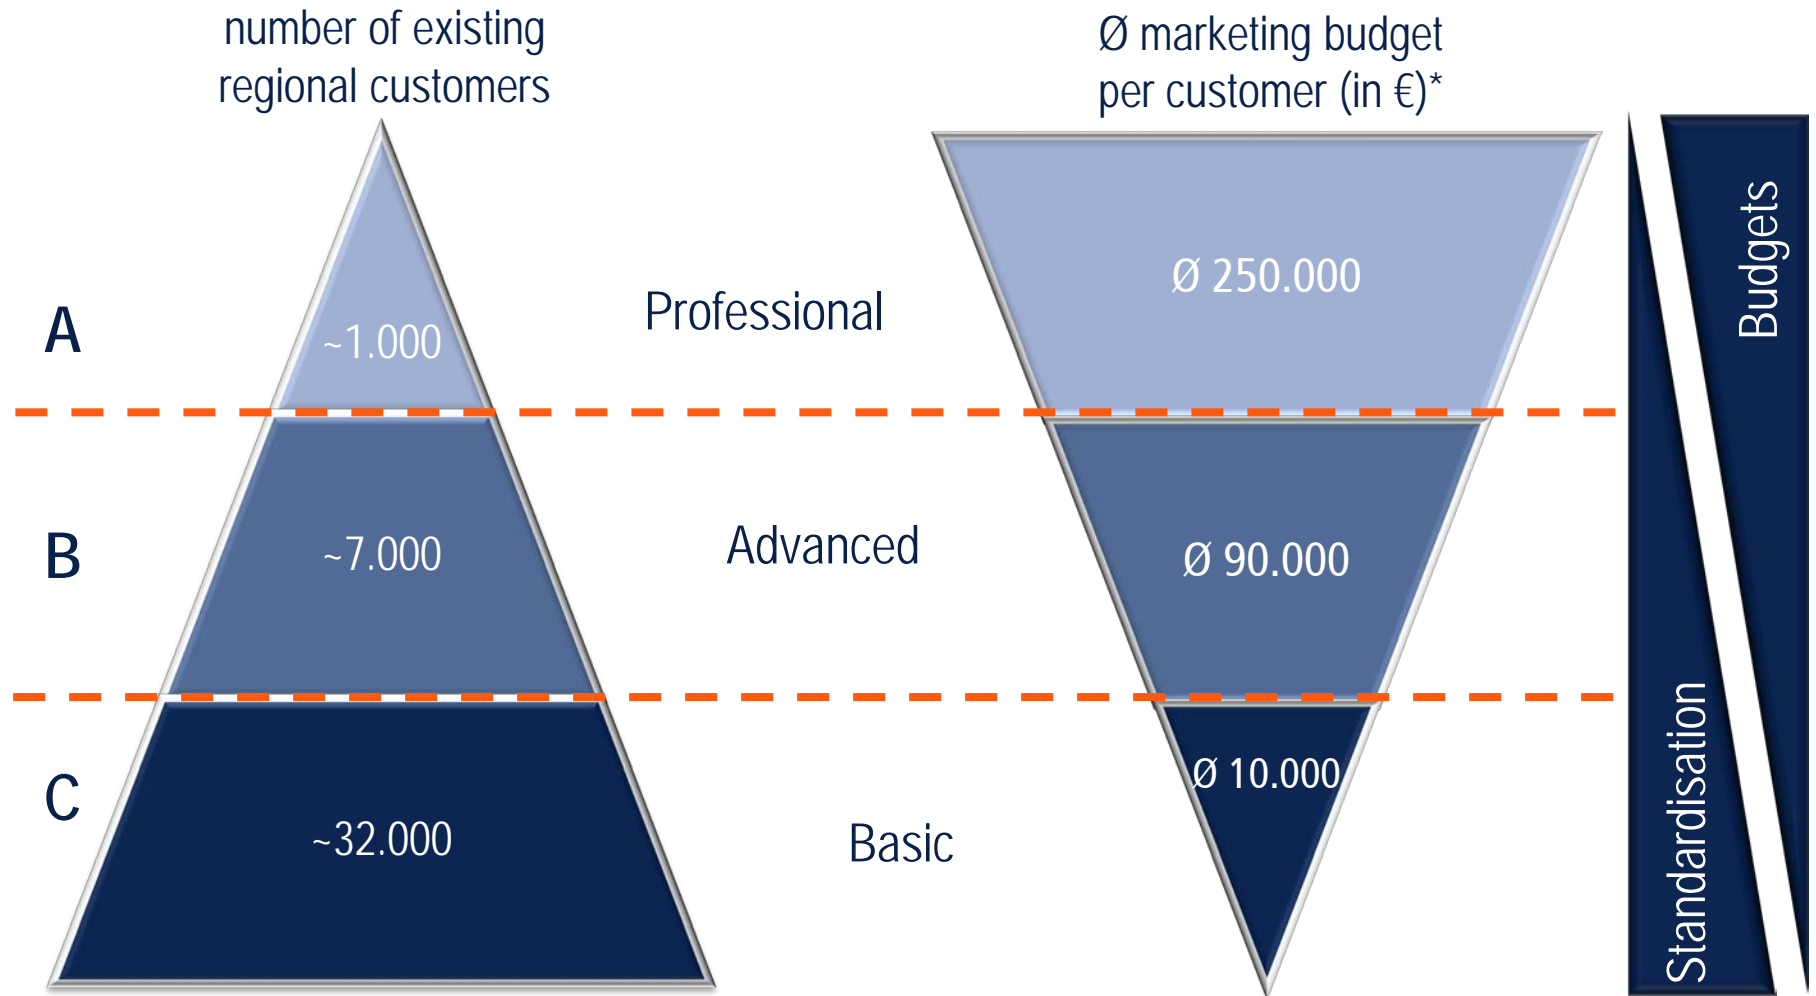 number of existing
regional customers
Ø marketing budget
per customer (in €)*
A
~1.000
Professional
Ø 250.000
B
~7.000
Advanced
Ø 90.000
C
~32.000
Basic
Ø 10.000
Budgets
Standardisation